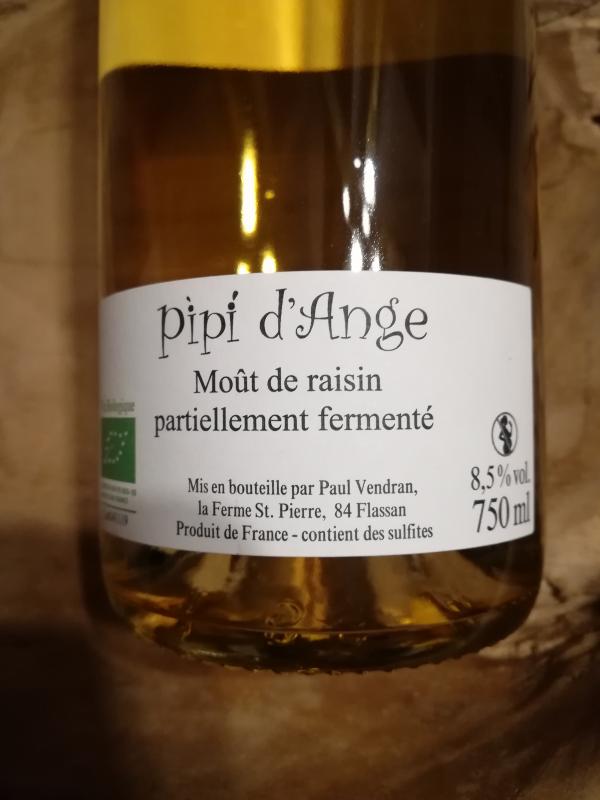 pìpí d'Ange
Moût de raisin
partiellement fermenté
Biologique
8,5% vol.
750 ml
Mis en bouteille par Paul Vendran,
la Ferme St. Pierre, 84 Flassan
Produit de France - contient des sulfites